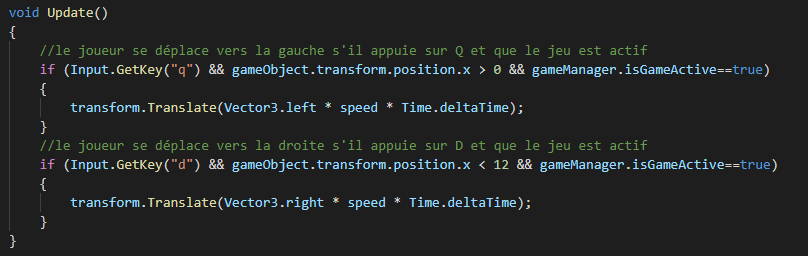 void Update()
{
//le joueur se déplace vers la gauche s'il appuie sur Q et que le jeu est actif
if (Input.GetKey("q") && gameObject.transform.position.x > 0 && gameManager.isGameActive==true)
{
transform.Translate(Vector3.left * speed * Time.deltaTime);
}
//le joueur se déplace vers la droite s'il appuie sur D et que le jeu est actif
if (Input.GetKey("d") && gameObject.transform.position.x < 12 && gameManager.isGameActive==true)
{
transform.Translate(Vector3.right * speed * Time.deltaTime);
}
}